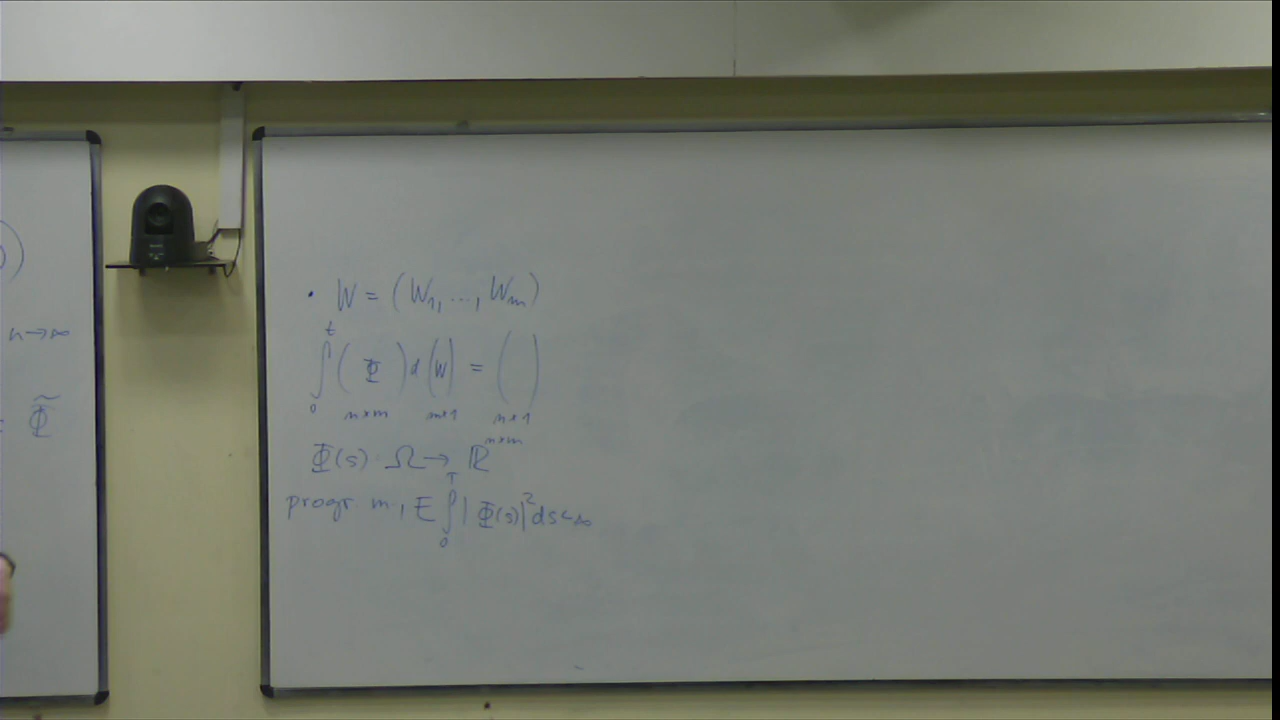 )
n→∞
= Φ̃
• W = (W₁, ..., Wₘ)
∫₀ᵗ (Φ) d(W) = ( )
n×m m×1 n×1
Φ(s) : Ω → ℝⁿˣᵐ
progr. m, E ∫₀ᵀ |Φ(s)|² ds < ∞